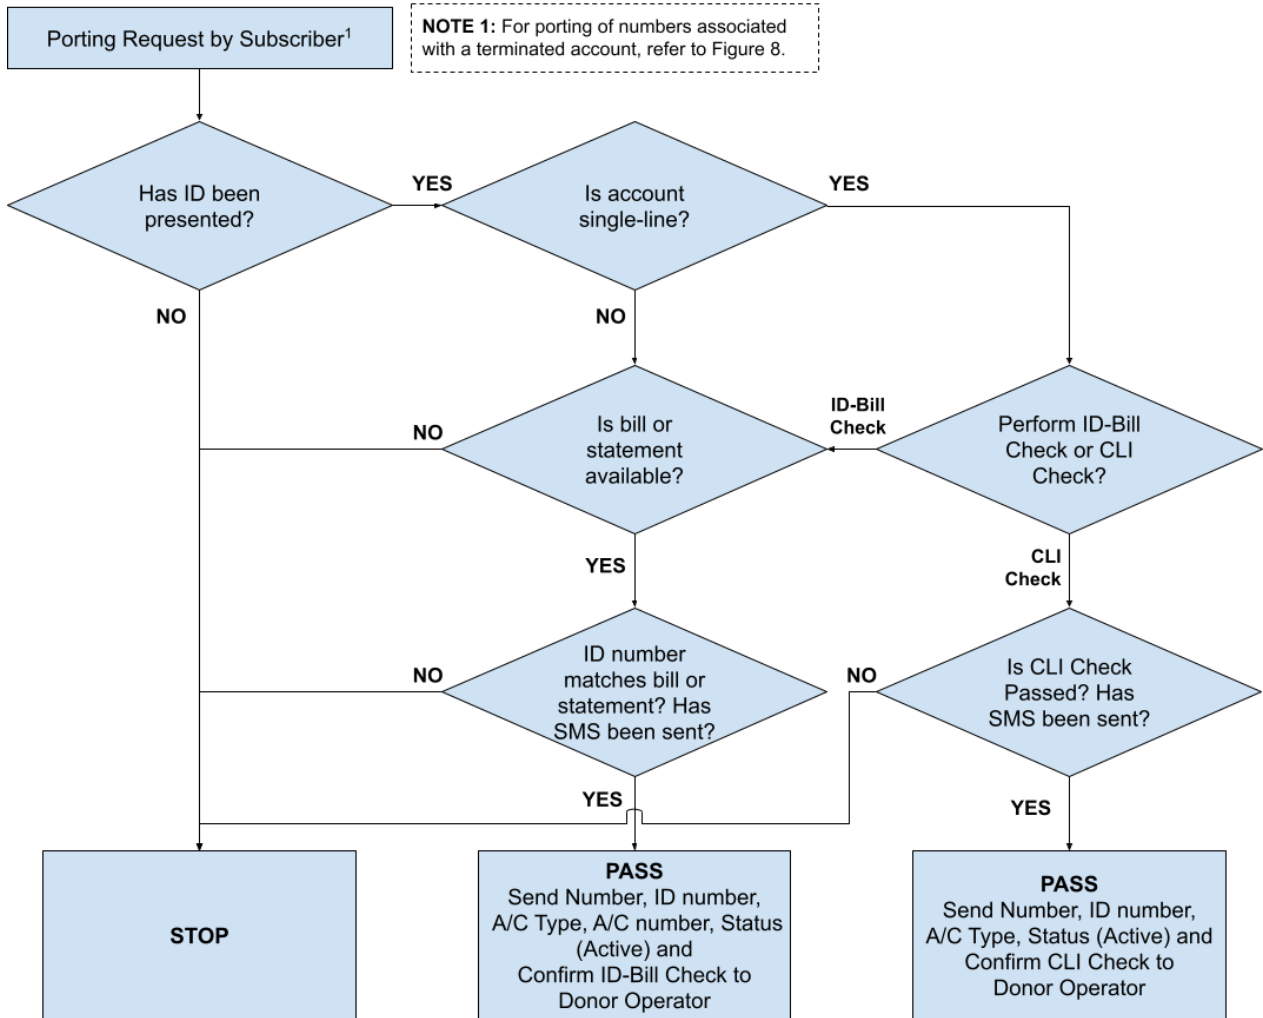 Porting Request by Subscriber1
NOTE 1: For porting of numbers associated
with a terminated account, refer to Figure 8.
Has ID been
presented?
YES
Is account
single-line?
YES
NO
NO
NO
Is bill or
statement
available?
ID-Bill
Check
Perform ID-Bill
Check or CLI
Check?
YES
CLI
Check
NO
ID number
matches bill or
statement? Has
SMS been sent?
NO
Is CLI Check
Passed? Has
SMS been sent?
YES
YES
STOP
PASS
Send Number, ID number,
A/C Type, A/C number, Status
(Active) and
Confirm ID-Bill Check to
Donor Operator
PASS
Send Number, ID number,
A/C Type, Status (Active) and
Confirm CLI Check to
Donor Operator